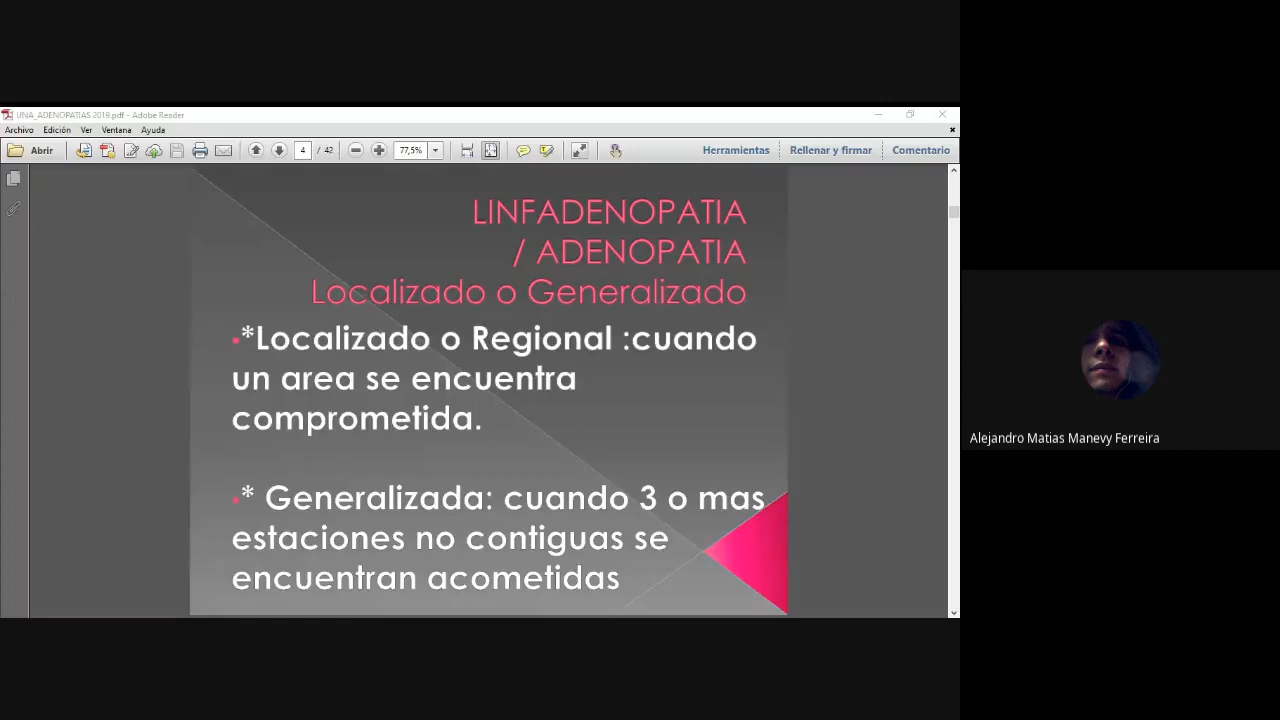 UNA_ADENOPATIAS 2019.pdf - Adobe Reader
Archivo Edición Ver Ventana Ayuda
Abrir 4 / 42 77,5% Herramientas Rellenar y firmar Comentario
LINFADENOPATIA
/ ADENOPATIA
Localizado o Generalizado
•*Localizado o Regional :cuando
un area se encuentra
comprometida.
•* Generalizada: cuando 3 o mas
estaciones no contiguas se
encuentran acometidas
Alejandro Matias Manevy Ferreira